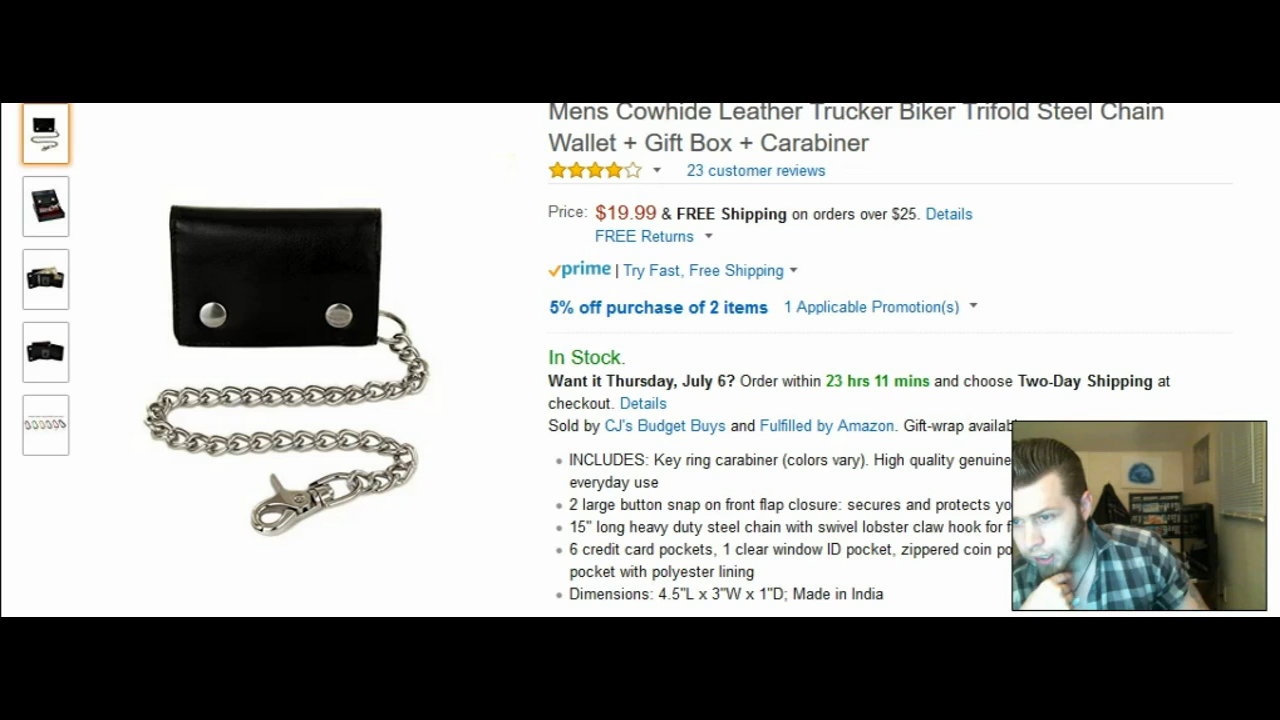 Mens Cowhide Leather Trucker Biker Trifold Steel Chain
Wallet + Gift Box + Carabiner
23 customer reviews
Price: $19.99 & FREE Shipping on orders over $25. Details
FREE Returns
prime | Try Fast, Free Shipping
5% off purchase of 2 items 1 Applicable Promotion(s)
In Stock.
Want it Thursday, July 6? Order within 23 hrs 11 mins and choose Two-Day Shipping at
checkout. Details
Sold by CJ's Budget Buys and Fulfilled by Amazon. Gift-wrap
INCLUDES: Key ring carabiner (colors vary). High quality genuine
everyday use
2 large button snap on front flap closure: secures and protects
15" long heavy duty steel chain with swivel lobster claw hook for
6 credit card pockets, 1 clear window ID pocket, zippered coin
pocket with polyester lining
Dimensions: 4.5"L x 3"W x 1"D; Made in India